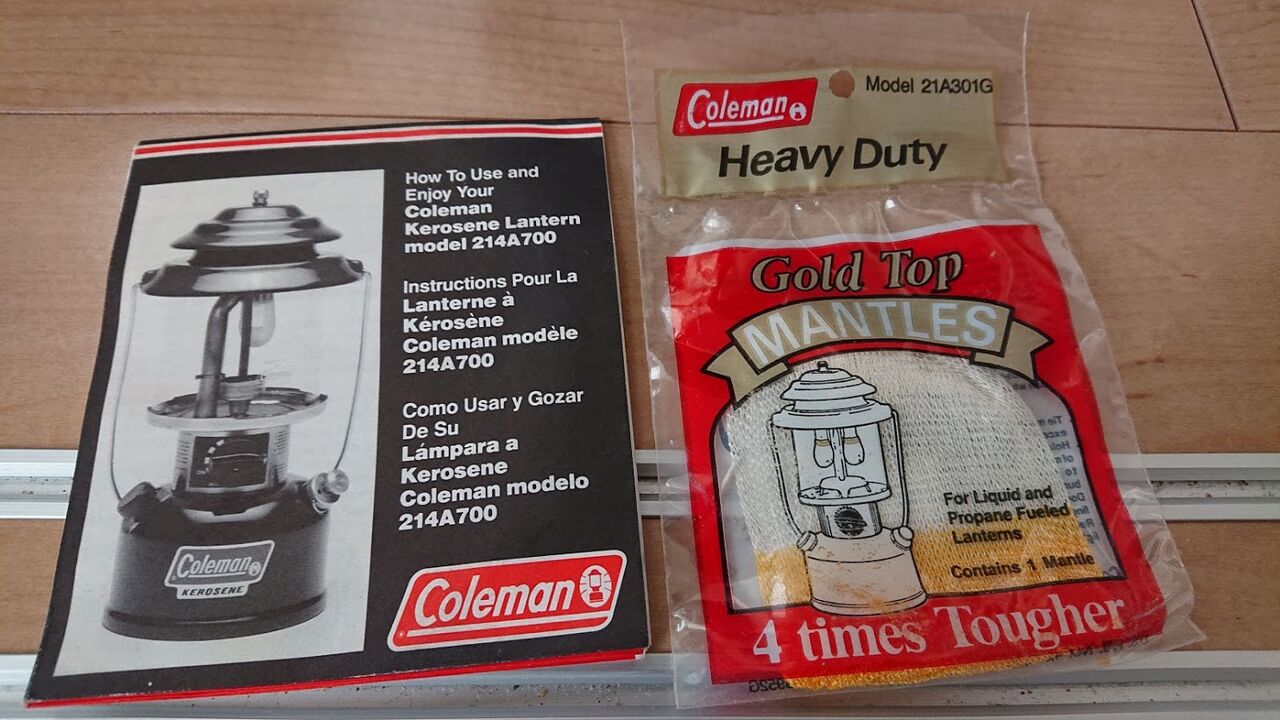 How To Use and
Enjoy Your
Coleman
Kerosene Lantern
model 214A700
Instructions Pour La
Lanterne à
Kérosène
Coleman modèle
214A700
Como Usar y Gozar
De Su
Lámpara a
Kerosene
Coleman modelo
214A700
Coleman
KEROSENE
Coleman
Coleman
Model 21A301G
Heavy Duty
Gold Top
MANTLES
For Liquid and
Propane Fueled
Lanterns
Contains 1 Mantle
4 times Tougher